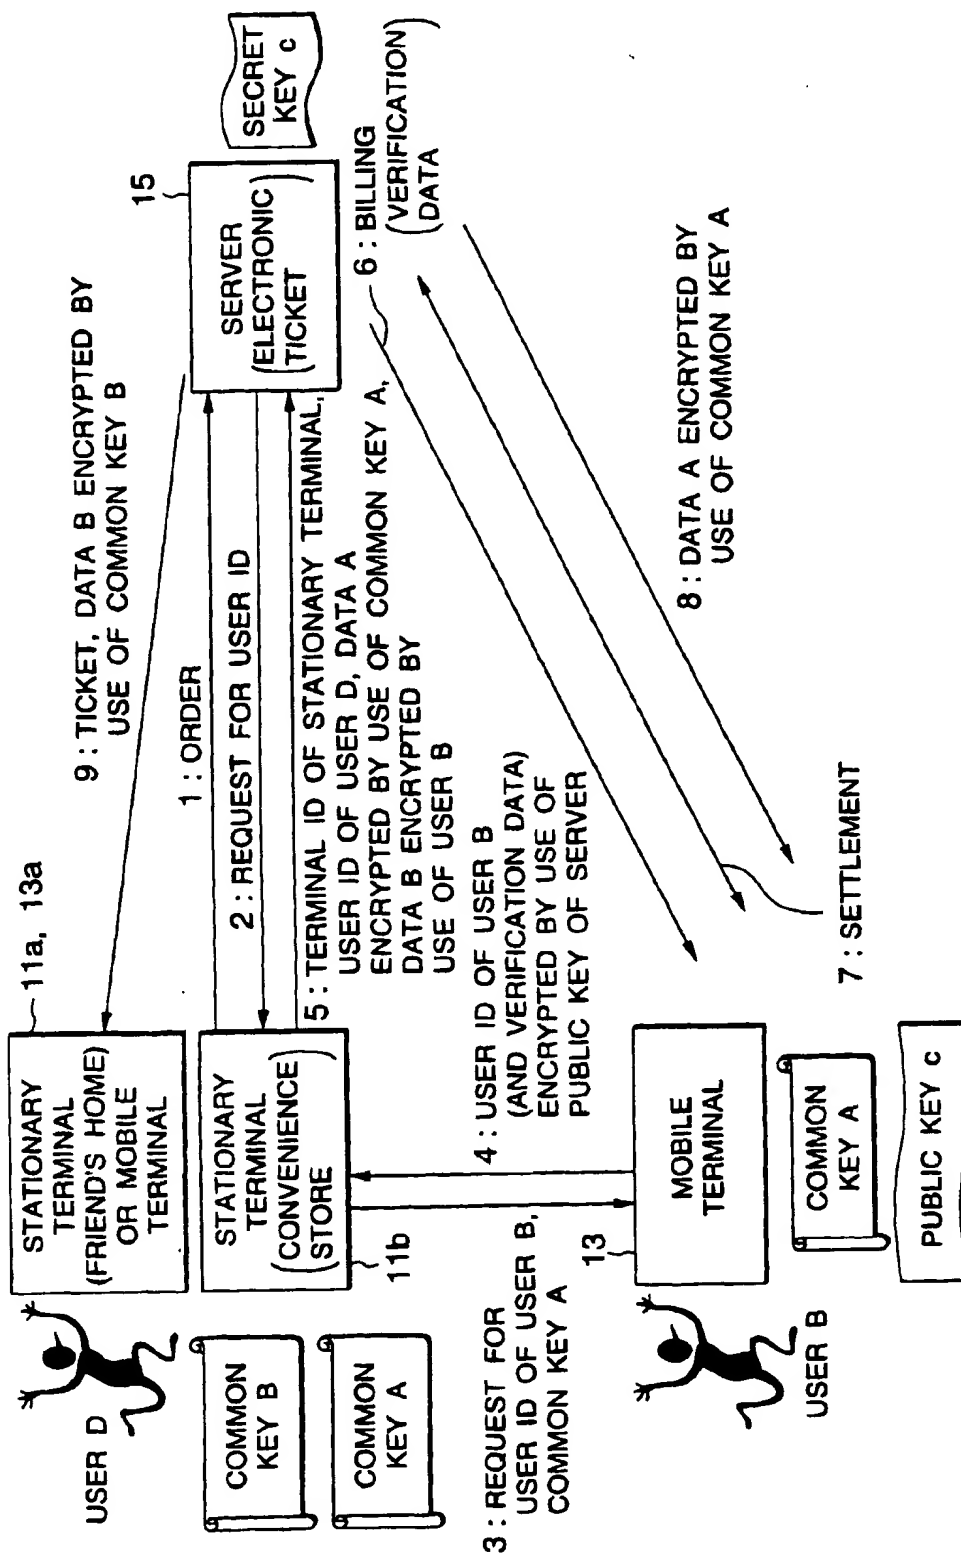 USER D
STATIONARY
TERMINAL
(FRIEND'S HOME)
OR MOBILE
TERMINAL
11a, 13a
9 : TICKET, DATA B ENCRYPTED BY
USE OF COMMON KEY B
15
SERVER
(ELECTRONIC)
(TICKET)
SECRET
KEY c
COMMON
KEY B
COMMON
KEY A
STATIONARY
TERMINAL
(CONVENIENCE)
(STORE)
11b
1 : ORDER
2 : REQUEST FOR USER ID
5 : TERMINAL ID OF STATIONARY TERMINAL,
USER ID OF USER D, DATA A
ENCRYPTED BY USE OF COMMON KEY A,
DATA B ENCRYPTED BY
USE OF USER B
6 : BILLING
(VERIFICATION)
(DATA)
3 : REQUEST FOR
USER ID OF USER B,
COMMON KEY A
4 : USER ID OF USER B
(AND VERIFICATION DATA)
ENCRYPTED BY USE OF
PUBLIC KEY OF SERVER
8 : DATA A ENCRYPTED BY
USE OF COMMON KEY A
13
MOBILE
TERMINAL
7 : SETTLEMENT
USER B
COMMON
KEY A
PUBLIC KEY c